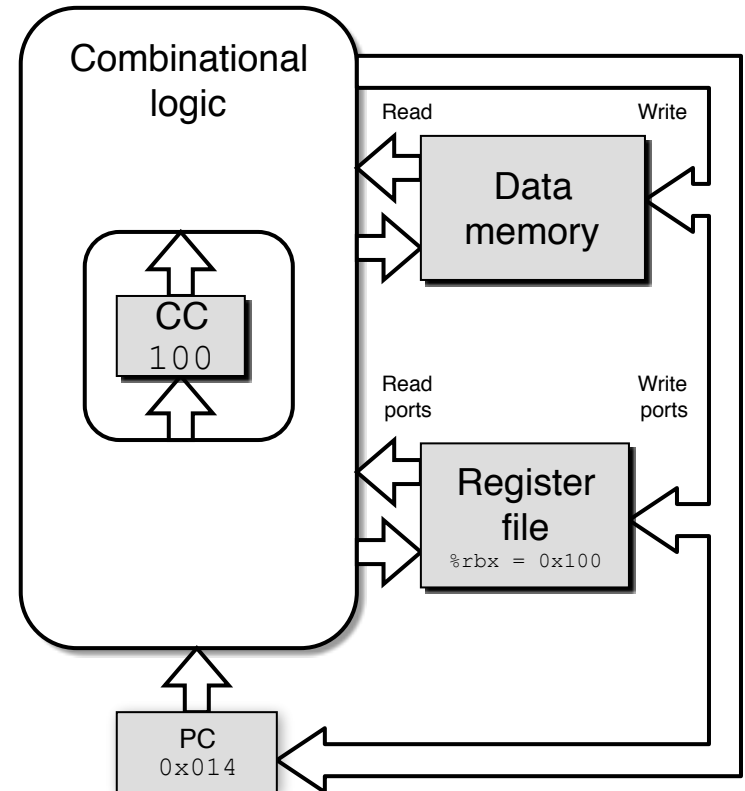 Combinational
logic
Read
Write
Data
memory
CC
100
Read
ports
Write
ports
Register
file
%rbx = 0x100
PC
0x014